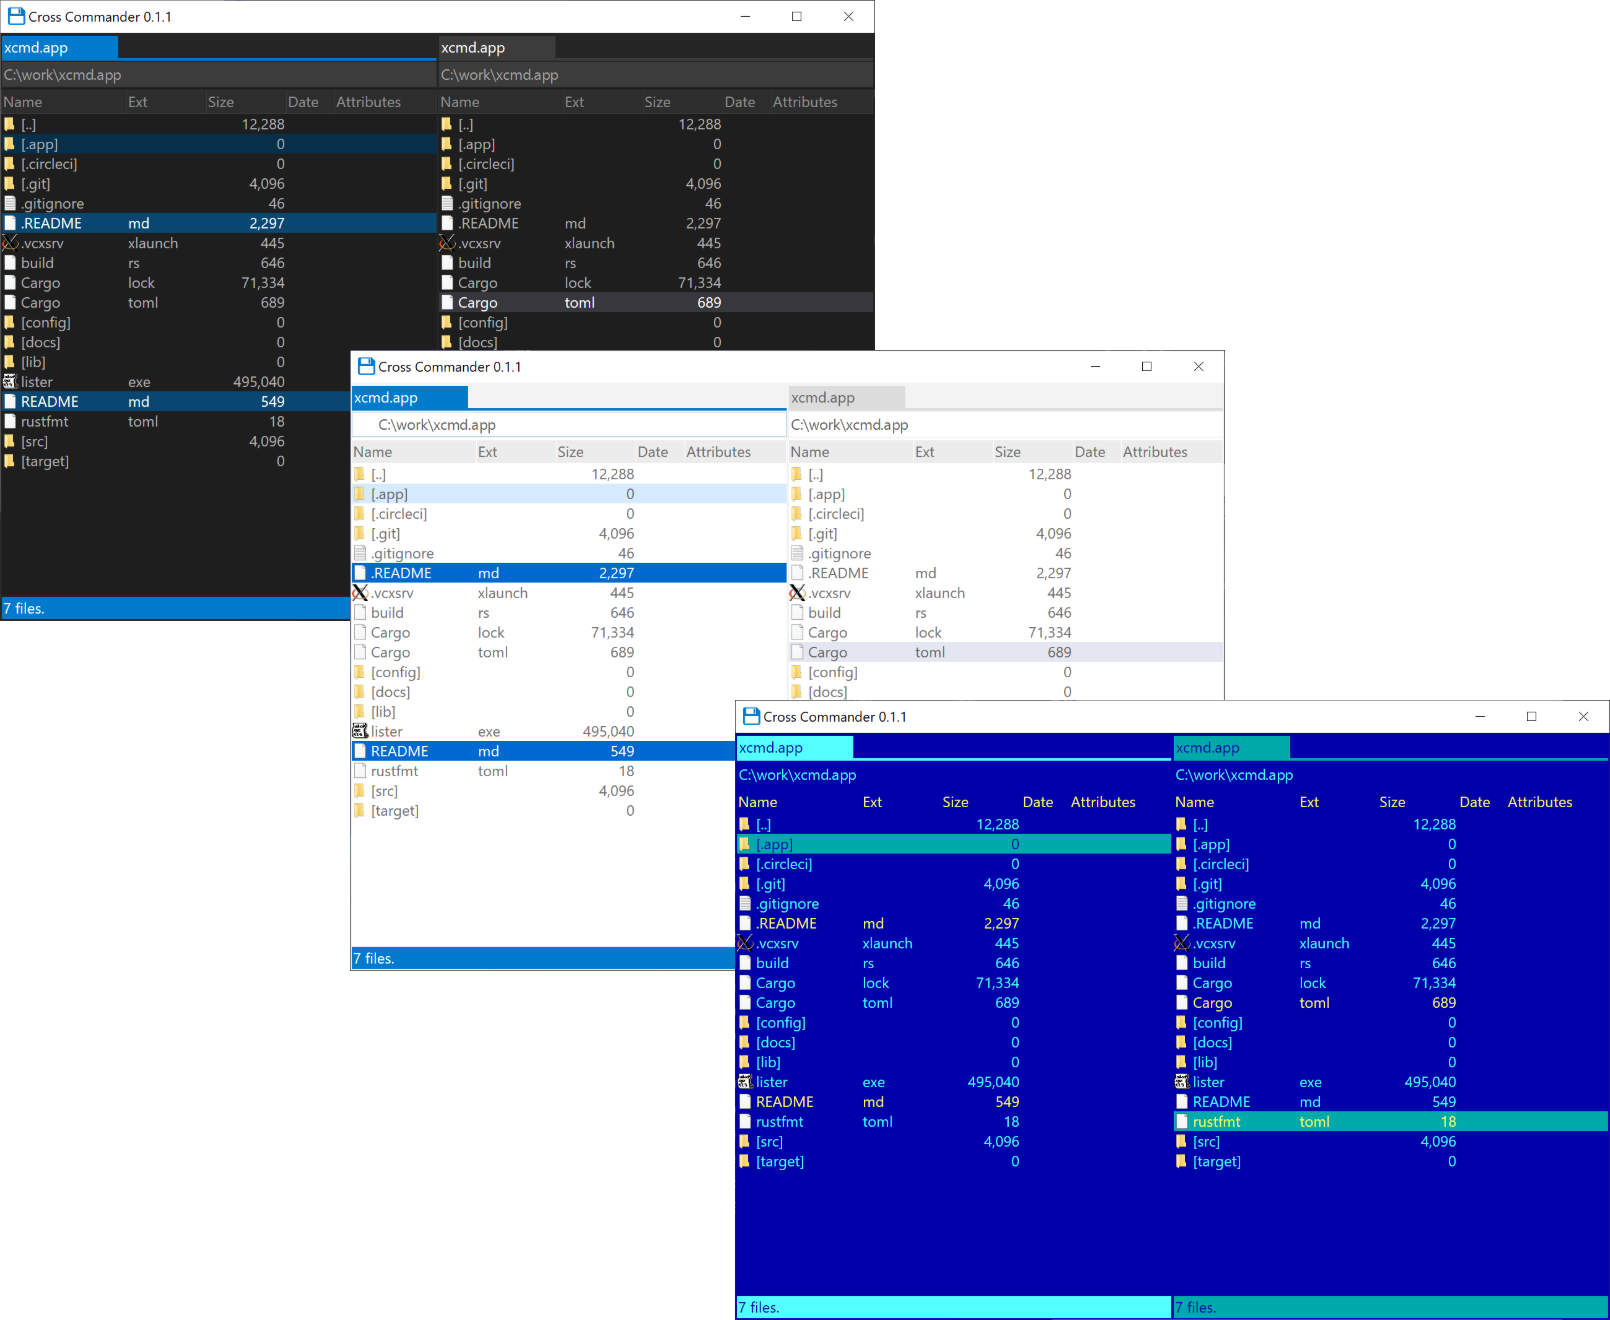 Cross Commander 0.1.1
xcmd.app xcmd.app
C:\work\xcmd.app C:\work\xcmd.app
Name Ext Size Date Attributes Name Ext Size Date Attributes
[..] 12,288 [..] 12,288
[.app] 0 [.app] 0
[.circleci] 0 [.circleci] 0
[.git] 4,096 [.git] 4,096
.gitignore 46 .gitignore 46
.README md 2,297 .README md 2,297
.vcxsrv xlaunch 445 .vcxsrv xlaunch 445
build rs 646 build rs 646
Cargo lock 71,334 Cargo lock 71,334
Cargo toml 689 Cargo toml 689
[config] 0 [config] 0
[docs] 0 [docs] 0
[lib] 0
lister exe 495,040
README md 549
rustfmt toml 18
[src] 4,096
[target] 0
7 files.
Cross Commander 0.1.1
xcmd.app xcmd.app
C:\work\xcmd.app C:\work\xcmd.app
Name Ext Size Date Attributes Name Ext Size Date Attributes
[..] 12,288 [..] 12,288
[.app] 0 [.app] 0
[.circleci] 0 [.circleci] 0
[.git] 4,096 [.git] 4,096
.gitignore 46 .gitignore 46
.README md 2,297 .README md 2,297
.vcxsrv xlaunch 445 .vcxsrv xlaunch 445
build rs 646 build rs 646
Cargo lock 71,334 Cargo lock 71,334
Cargo toml 689 Cargo toml 689
[config] 0 [config] 0
[docs] 0 [docs] 0
[lib] 0
lister exe 495,040
README md 549
rustfmt toml 18
[src] 4,096
[target] 0
7 files.
Cross Commander 0.1.1
xcmd.app xcmd.app
C:\work\xcmd.app C:\work\xcmd.app
Name Ext Size Date Attributes Name Ext Size Date Attributes
[..] 12,288 [..] 12,288
[.app] 0 [.app] 0
[.circleci] 0 [.circleci] 0
[.git] 4,096 [.git] 4,096
.gitignore 46 .gitignore 46
.README md 2,297 .README md 2,297
.vcxsrv xlaunch 445 .vcxsrv xlaunch 445
build rs 646 build rs 646
Cargo lock 71,334 Cargo lock 71,334
Cargo toml 689 Cargo toml 689
[config] 0 [config] 0
[docs] 0 [docs] 0
[lib] 0 [lib] 0
lister exe 495,040 lister exe 495,040
README md 549 README md 549
rustfmt toml 18 rustfmt toml 18
[src] 4,096 [src] 4,096
[target] 0 [target] 0
7 files. 7 files.